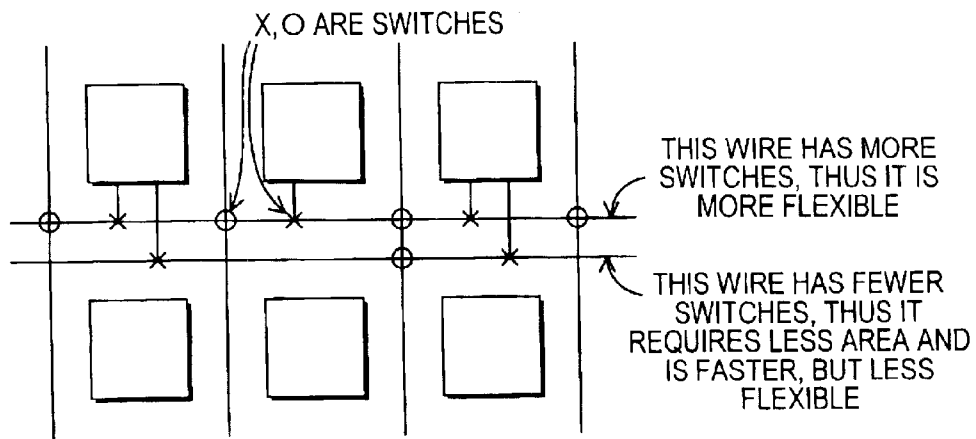 X,O ARE SWITCHES
THIS WIRE HAS MORE
SWITCHES, THUS IT IS
MORE FLEXIBLE
THIS WIRE HAS FEWER
SWITCHES, THUS IT
REQUIRES LESS AREA AND
IS FASTER, BUT LESS
FLEXIBLE